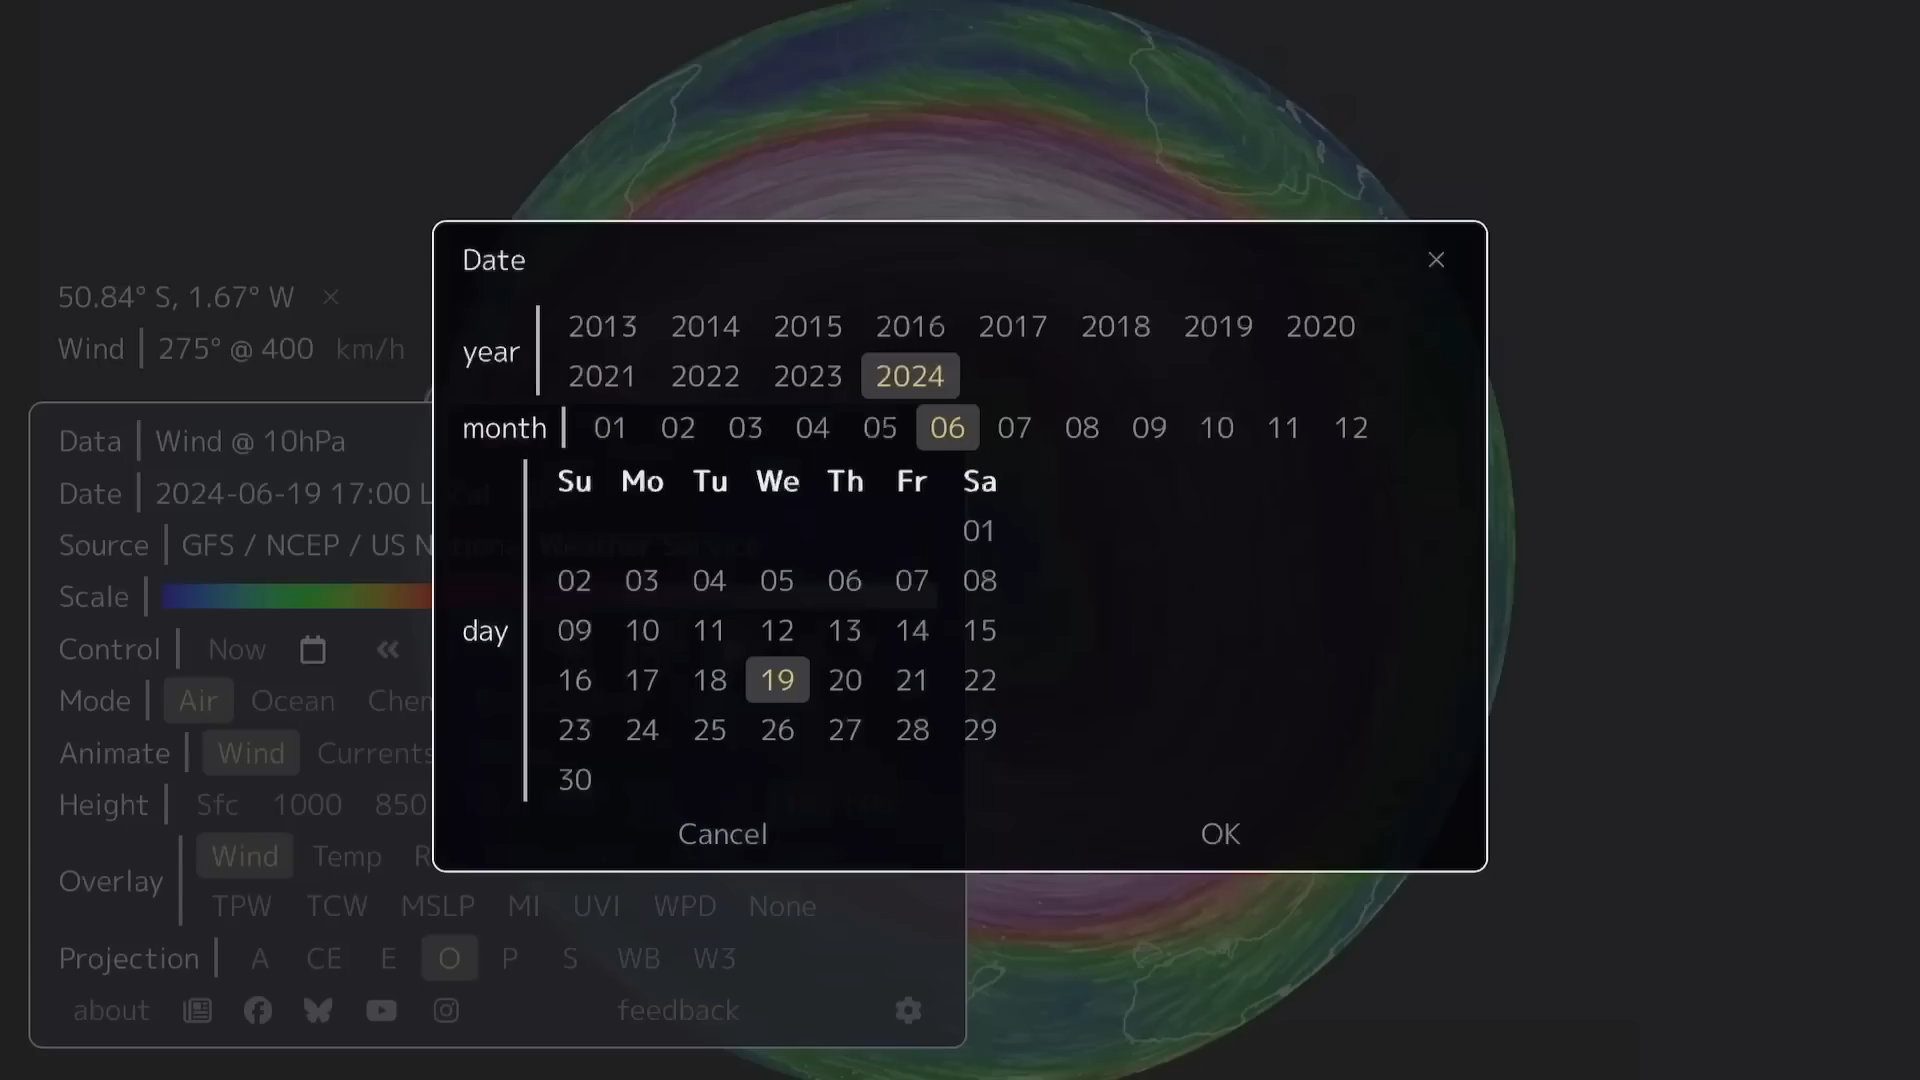 50.84° S, 1.67° W ×
Wind | 275° @ 400 km/h
Data | Wind @ 10hPa
Date | 2024-06-19 17:00
Source | GFS / NCEP / US
Scale |
Control | Now «
Mode | Air Ocean
Animate | Wind Currents
Height | Sfc 1000 850
Overlay | Wind Temp
TPW TCW MSLP MI UVI WPD None
Projection | A CE E O P S WB W3
about feedback
Date ×
year | 2013 2014 2015 2016 2017 2018 2019 2020
2021 2022 2023 2024
month | 01 02 03 04 05 06 07 08 09 10 11 12
day | Su Mo Tu We Th Fr Sa
01
02 03 04 05 06 07 08
09 10 11 12 13 14 15
16 17 18 19 20 21 22
23 24 25 26 27 28 29
30
Cancel OK